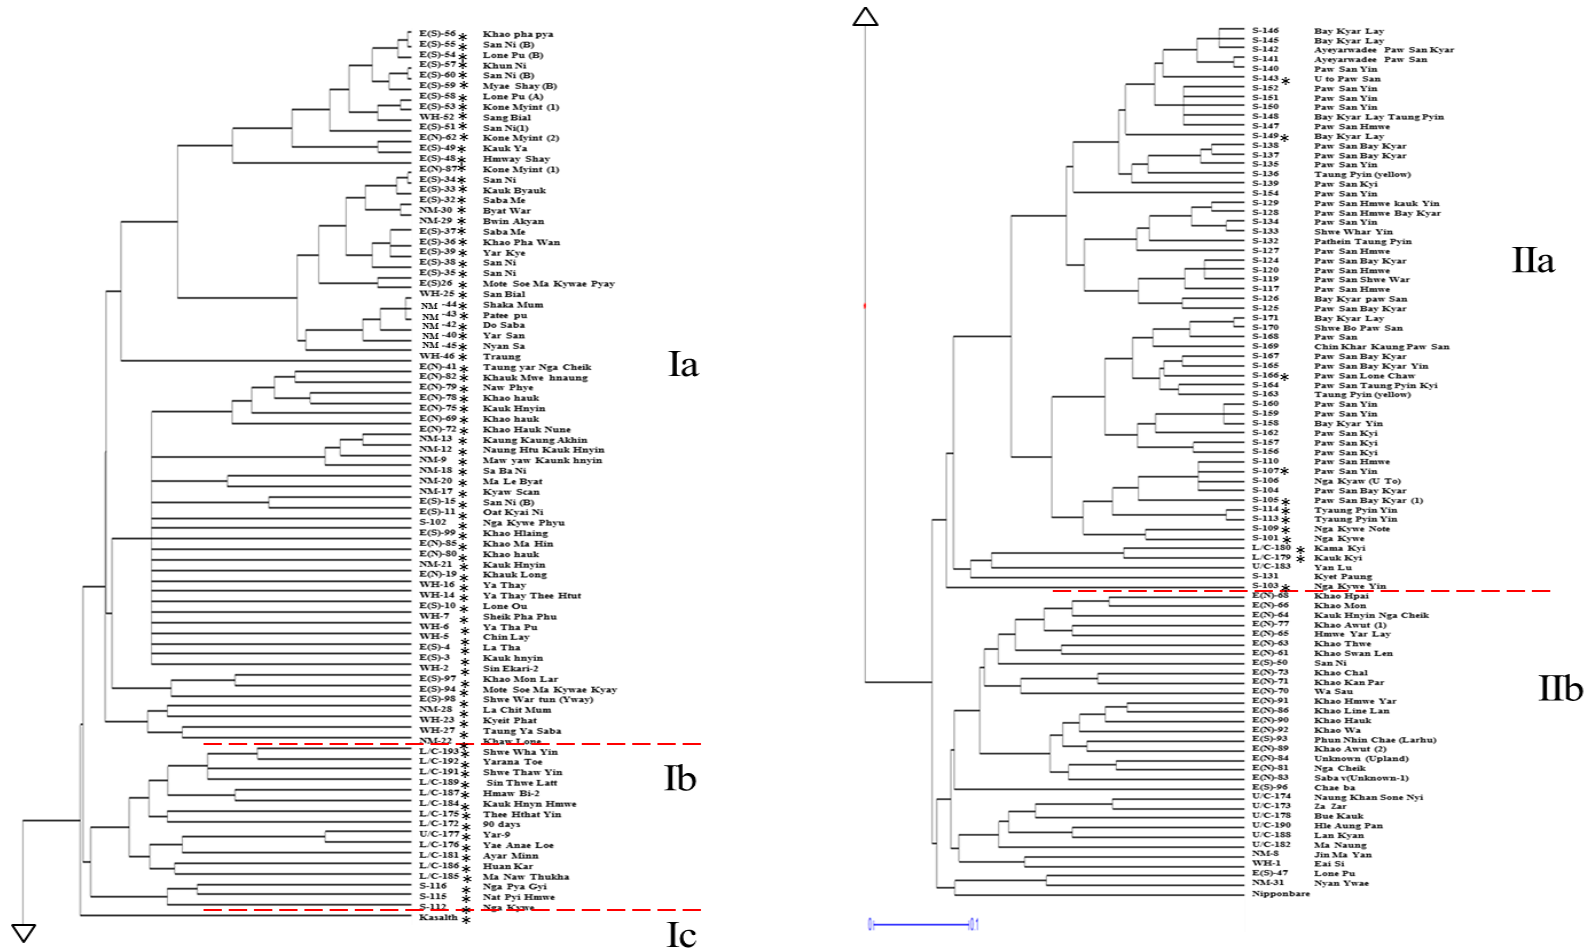 E(S)-56 * Khao pha pya
E(S)-55 * San Ni (B)
E(S)-54 * Lone Pu (B)
E(S)-57 * Khun Ni
E(S)-60 * San Ni (B)
E(S)-59 * Myae Shay (B)
E(S)-58 * Lone Pu (A)
E(S)-53 * Kone Myint (1)
WH-52 * Sang Bial
E(S)-51 * San Ni(1)
E(N)-62 * Kone Myint (2)
E(S)-49 * Kauk Ya
E(S)-48 * Hmway Shay
E(N)-87 * Kone Myint (1)
E(S)-34 * San Ni
E(S)-33 * Kauk Byauk
E(S)-32 * Saba Me
NM-30 * Byat War
NM-29 * Bwin Akyan
E(S)-37 * Saba Me
E(S)-36 * Khao Pha Wan
E(S)-39 * Yar Kye
E(S)-38 * San Ni
E(S)-35 * San Ni
E(S)26 * Mote Soe Ma Kywae Pyay
WH-25 * San Bial
NM -44 * Shaka Mum
NM -43 * Patee pu
NM -42 * Do Saba
NM -40 * Yar San
NM -45 * Nyan Sa
WH-46 * Traung
E(N)-41 * Taung yar Nga Cheik
E(N)-82 * Khauk Mwe hnaung
E(N)-79 * Naw Phye
E(N)-78 * Khao hauk
E(N)-75 * Kauk Hnyin
E(N)-69 * Khao hauk
E(N)-72 * Khao Hauk Nune
NM-13 * Kaung Kaung Akhin
NM-12 * Naung Htu Kauk Hnyin
NM-9 * Maw yaw Kaunk hnyin
NM-18 * Sa Ba Ni
NM-20 * Ma Le Byat
NM-17 * Kyaw Scan
E(S)-15 * San Ni (B)
E(S)-11 * Oat Kyai Ni
S-102 * Nga Kywe Phyu
E(S)-99 * Khao Hlaing
E(N)-85 * Khao Ma Hin
E(N)-80 * Khao hauk
NM-21 * Kauk Hnyin
E(N)-19 * Khauk Long
WH-16 * Ya Thay
WH-14 * Ya Thay Thee Htut
E(S)-10 * Lone Ou
WH-7 * Sheik Pha Phu
WH-6 * Ya Tha Pu
WH-5 * Chin Lay
E(S)-4 * La Tha
E(S)-3 * Kauk hnyin
WH-2 * Sin Ekari-2
E(S)-97 * Khao Mon Lar
E(S)-94 * Mote Soe Ma Kywae Kyay
E(S)-98 * Shwe War tun (Yway)
NM-28 * La Chit Mum
WH-23 * Kyeit Phat
WH-27 * Taung Ya Saba
NM-22 * Khaw Lone
L/C-193 * Shwe Wha Yin
L/C-192 * Yarana Toe
L/C-191 * Shwe Thaw Yin
L/C-189 * Sin Thwe Latt
L/C-187 * Hmaw Bi-2
L/C-184 * Kauk Hnyn Hmwe
L/C-175 * Thee Hthat Yin
L/C-172 * 90 days
U/C-177 * Yar-9
L/C-176 * Yae Anae Loe
L/C-181 * Ayar Minn
L/C-186 * Huan Kar
L/C-185 * Ma Naw Thukha
S-116 * Nga Pya Gyi
S-115 * Nat Pyi Hmwe
S-112 * Nga Kywe
Kasalth *
Ia
Ib
Ic
S-146 Bay Kyar Lay
S-145 Bay Kyar Lay
S-142 Ayeyarwadee Paw San Kyar
S-141 Ayeyarwadee Paw San
S-140 Paw San Yin
S-143 * U to Paw San
S-152 Paw San Yin
S-151 Paw San Yin
S-150 Paw San Yin
S-148 Bay Kyar Lay Taung Pyin
S-147 Paw San Hmwe
S-149 * Bay Kyar Lay
S-138 Paw San Bay Kyar
S-137 Paw San Bay Kyar
S-135 Paw San Yin
S-136 Taung Pyin (yellow)
S-139 Paw San Kyi
S-154 Paw San Yin
S-129 Paw San Hmwe kauk Yin
S-128 Paw San Hmwe Bay Kyar
S-134 Paw San Yin
S-133 Shwe Whar Yin
S-132 Pathein Taung Pyin
S-127 Paw San Hmwe
S-124 Paw San Bay Kyar
S-120 Paw San Hmwe
S-119 Paw San Shwe War
S-117 Paw San Hmwe
S-126 Bay Kyar paw San
S-125 Paw San Bay Kyar
S-171 Bay Kyar Lay
S-170 Shwe Bo Paw San
S-168 Paw San
S-169 Chin Khar Kaung Paw San
S-167 Paw San Bay Kyar
S-165 Paw San Bay Kyar Yin
S-166 * Paw San Lone Chaw
S-164 Paw San Taung Pyin Kyi
S-163 Taung Pyin (yellow)
S-160 Paw San Yin
S-159 Paw San Yin
S-158 Bay Kyar Yin
S-162 Paw San Kyi
S-157 Paw San Kyi
S-156 Paw San Kyi
S-110 Paw San Hmwe
S-107 * Paw San Yin
S-106 Nga Kyaw (U To)
S-104 Paw San Bay Kyar
S-105 * Paw San Bay Kyar (1)
S-114 * Tyaung Pyin Yin
S-113 * Tyaung Pyin Yin
S-109 * Nga Kywe Note
S-101 * Nga Kywe
L/C-180 * Kama Kyi
L/C-179 * Kauk Kyi
U/C-183 Yan Lu
S-131 Kyet Paung
S-103 * Nga Kywe Yin
E(N)-68 Khao Hpai
E(N)-66 Khao Mon
E(N)-64 Kauk Hnyin Nga Cheik
E(N)-77 Khao Awut (1)
E(N)-65 Hmwe Yar Lay
E(N)-63 Khao Thwe
E(N)-61 Khao Swan Len
E(S)-50 San Ni
E(N)-73 Khao Chal
E(N)-71 Khao Kan Par
E(N)-70 Wa Sau
E(N)-91 Khao Hmwe Yar
E(N)-86 Khao Line Lan
E(N)-90 Khao Hauk
E(N)-92 Khao Wa
E(S)-93 Phun Nhin Chae (Larhu)
E(N)-89 Khao Awut (2)
E(N)-84 Unknown (Upland)
E(N)-81 Nga Cheik
E(N)-83 Saba v(Unknown-1)
E(S)-96 Chae ba
U/C-174 Naung Khan Sone Nyi
U/C-173 Za Zar
U/C-178 Bue Kauk
U/C-190 Hle Aung Pan
U/C-188 Lan Kyan
U/C-182 Ma Naung
NM-8 Jin Ma Yan
WH-1 Eai Si
E(S)-47 Lone Pu
NM-31 Nyan Ywae
Nipponbare
IIa
IIb
0 0.1